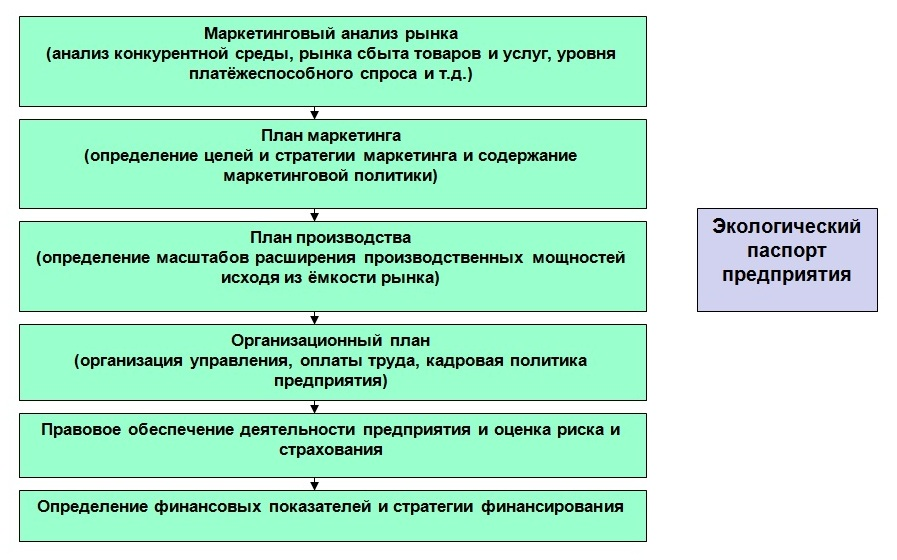 Маркетинговый анализ рынка
(анализ конкурентной среды, рынка сбыта товаров и услуг, уровня
платёжеспособного спроса и т.д.)
План маркетинга
(определение целей и стратегии маркетинга и содержание
маркетинговой политики)
План производства
(определение масштабов расширения производственных мощностей
исходя из ёмкости рынка)
Организационный план
(организация управления, оплаты труда, кадровая политика
предприятия)
Правовое обеспечение деятельности предприятия и оценка риска и
страхования
Определение финансовых показателей и стратегии финансирования
Экологический
паспорт
предприятия